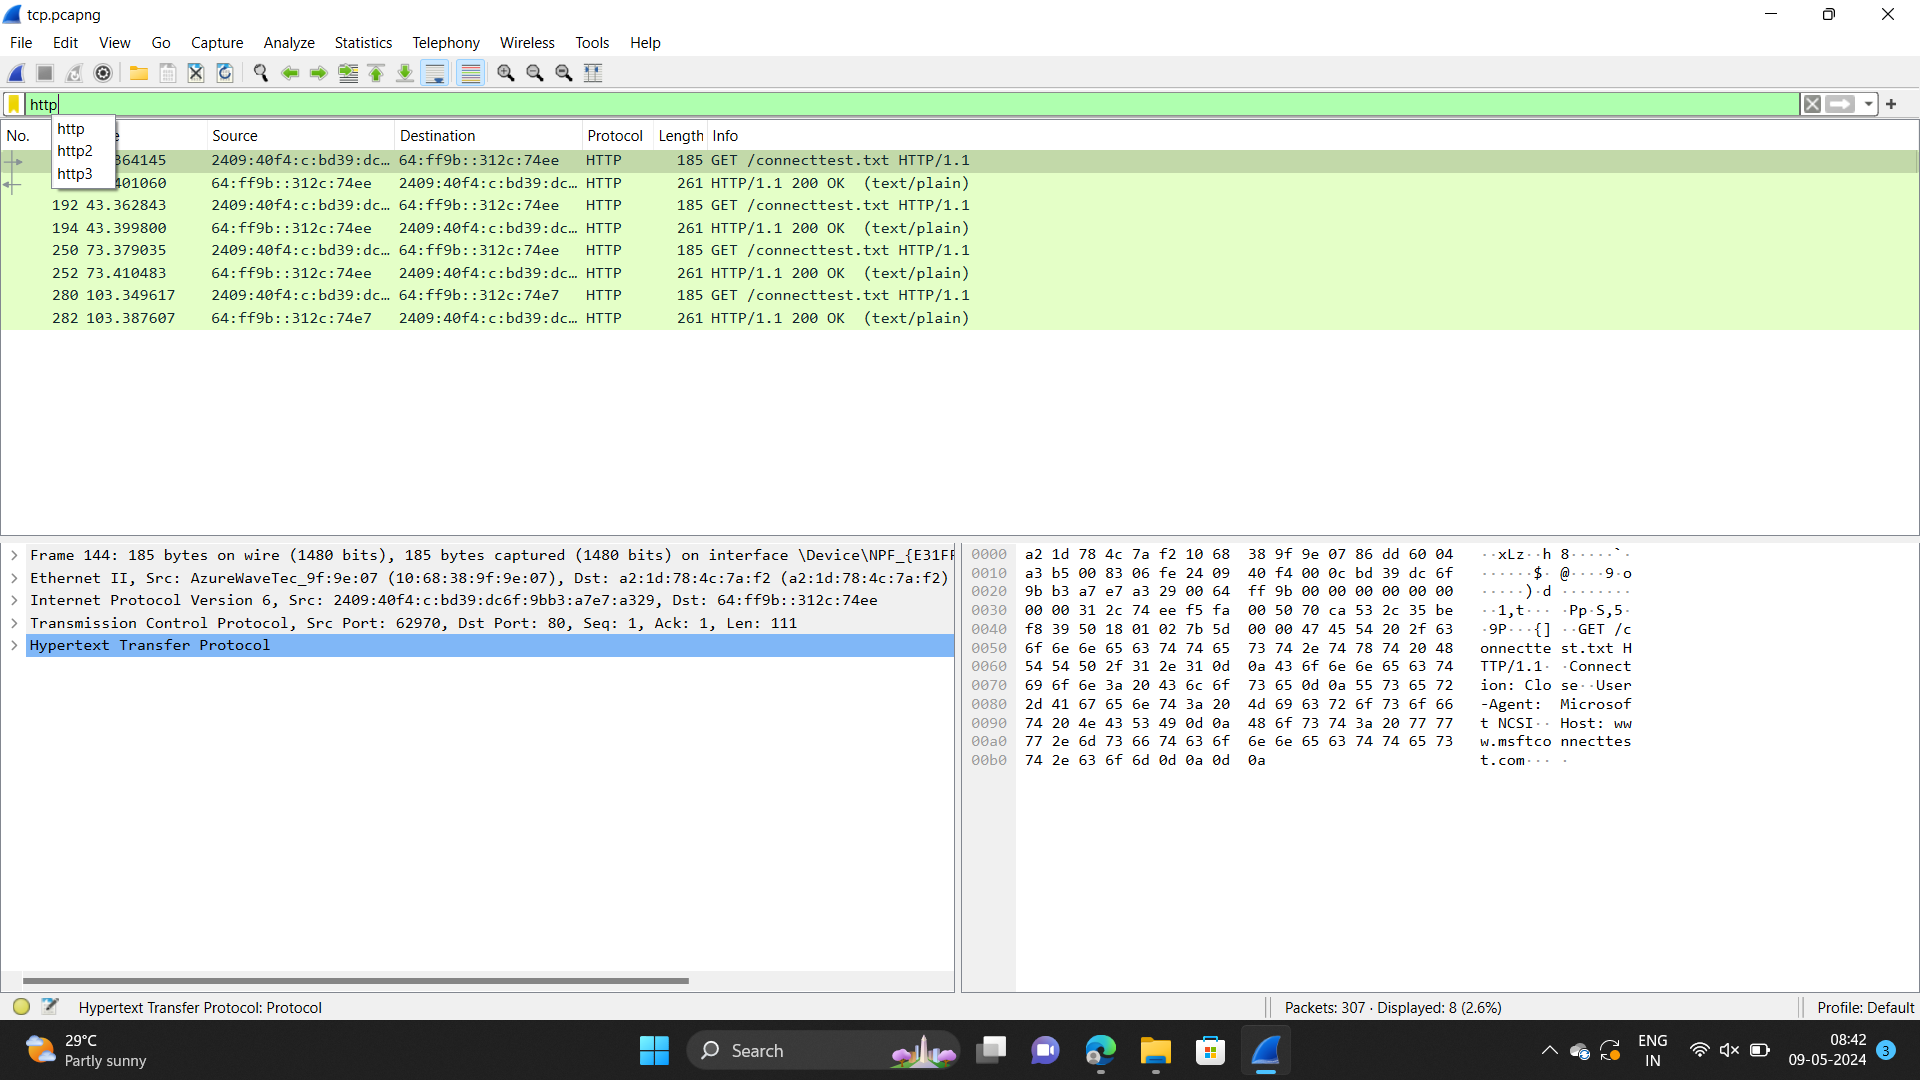 tcp.pcapng
File Edit View Go Capture Analyze Statistics Telephony Wireless Tools Help
http
http
http2
http3
No. e Source Destination Protocol Length Info
364145 2409:40f4:c:bd39:dc… 64:ff9b::312c:74ee HTTP 185 GET /connecttest.txt HTTP/1.1
401060 64:ff9b::312c:74ee 2409:40f4:c:bd39:dc… HTTP 261 HTTP/1.1 200 OK (text/plain)
192 43.362843 2409:40f4:c:bd39:dc… 64:ff9b::312c:74ee HTTP 185 GET /connecttest.txt HTTP/1.1
194 43.399800 64:ff9b::312c:74ee 2409:40f4:c:bd39:dc… HTTP 261 HTTP/1.1 200 OK (text/plain)
250 73.379035 2409:40f4:c:bd39:dc… 64:ff9b::312c:74ee HTTP 185 GET /connecttest.txt HTTP/1.1
252 73.410483 64:ff9b::312c:74ee 2409:40f4:c:bd39:dc… HTTP 261 HTTP/1.1 200 OK (text/plain)
280 103.349617 2409:40f4:c:bd39:dc… 64:ff9b::312c:74e7 HTTP 185 GET /connecttest.txt HTTP/1.1
282 103.387607 64:ff9b::312c:74e7 2409:40f4:c:bd39:dc… HTTP 261 HTTP/1.1 200 OK (text/plain)
Frame 144: 185 bytes on wire (1480 bits), 185 bytes captured (1480 bits) on interface \Device\NPF_{E31FF
Ethernet II, Src: AzureWaveTec_9f:9e:07 (10:68:38:9f:9e:07), Dst: a2:1d:78:4c:7a:f2 (a2:1d:78:4c:7a:f2)
Internet Protocol Version 6, Src: 2409:40f4:c:bd39:dc6f:9bb3:a7e7:a329, Dst: 64:ff9b::312c:74ee
Transmission Control Protocol, Src Port: 62970, Dst Port: 80, Seq: 1, Ack: 1, Len: 111
Hypertext Transfer Protocol
0000 a2 1d 78 4c 7a f2 10 68 38 9f 9e 07 86 dd 60 04 ··xLz··h 8·····`·
0010 a3 b5 00 83 06 fe 24 09 40 f4 00 0c bd 39 dc 6f ······$· @····9·o
0020 9b b3 a7 e7 a3 29 00 64 ff 9b 00 00 00 00 00 00 ·····)·d ········
0030 00 00 31 2c 74 ee f5 fa 00 50 70 ca 53 2c 35 be ··1,t··· ·Pp·S,5·
0040 f8 39 50 18 01 02 7b 5d 00 00 47 45 54 20 2f 63 ·9P···{] ··GET /c
0050 6f 6e 6e 65 63 74 74 65 73 74 2e 74 78 74 20 48 onnectte st.txt H
0060 54 54 50 2f 31 2e 31 0d 0a 43 6f 6e 6e 65 63 74 TTP/1.1· ·Connect
0070 69 6f 6e 3a 20 43 6c 6f 73 65 0d 0a 55 73 65 72 ion: Clo se··User
0080 2d 41 67 65 6e 74 3a 20 4d 69 63 72 6f 73 6f 66 -Agent:  Microsof
0090 74 20 4e 43 53 49 0d 0a 48 6f 73 74 3a 20 77 77 t NCSI·· Host: ww
00a0 77 2e 6d 73 66 74 63 6f 6e 6e 65 63 74 74 65 73 w.msftco nnecttes
00b0 74 2e 63 6f 6d 0d 0a 0d 0a t.com··· ·
Hypertext Transfer Protocol: Protocol
Packets: 307 · Displayed: 8 (2.6%)
Profile: Default
29°C
Partly sunny
Search
ENG
IN
08:42
09-05-2024
3